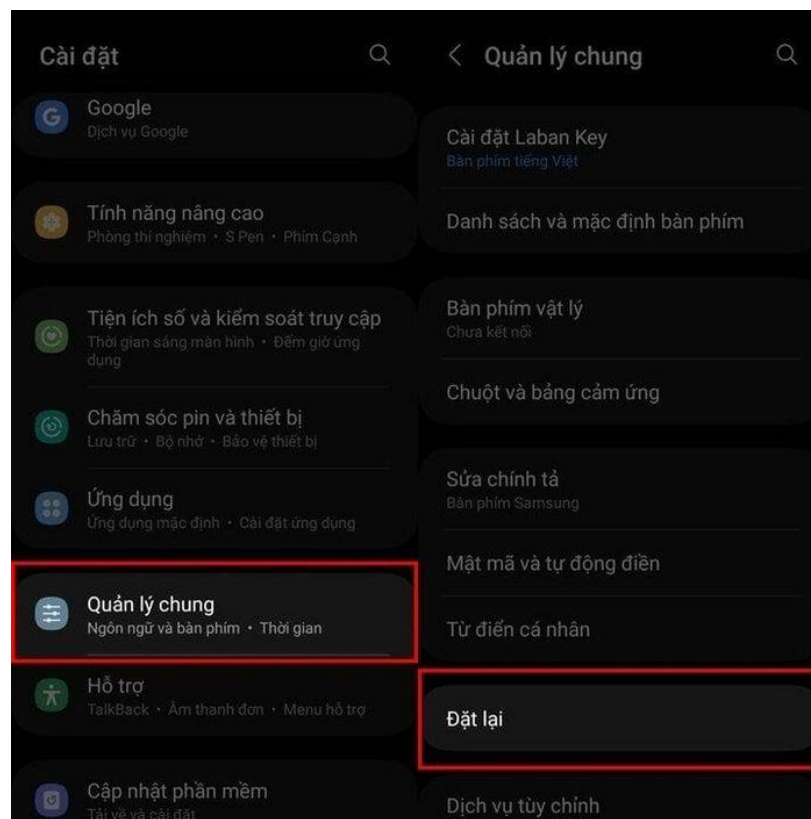 Cài đặt
Google
Dịch vụ Google
Tính năng nâng cao
Phòng thí nghiệm • S Pen • Phím Cạnh
Tiện ích số và kiểm soát truy cập
Thời gian sáng màn hình • Đếm giờ ứng
dụng
Chăm sóc pin và thiết bị
Lưu trữ • Bộ nhớ • Bảo vệ thiết bị
Ứng dụng
Ứng dụng mặc định • Cài đặt ứng dụng
Quản lý chung
Ngôn ngữ và bàn phím • Thời gian
Hỗ trợ
TalkBack • Âm thanh đơn • Menu hỗ trợ
Cập nhật phần mềm
Tải về và cài đặt
Quản lý chung
Cài đặt Laban Key
Bàn phím tiếng Việt
Danh sách và mặc định bàn phím
Bàn phím vật lý
Chưa kết nối
Chuột và bảng cảm ứng
Sửa chính tả
Bàn phím Samsung
Mật mã và tự động điền
Từ điển cá nhân
Đặt lại
Dịch vụ tùy chỉnh